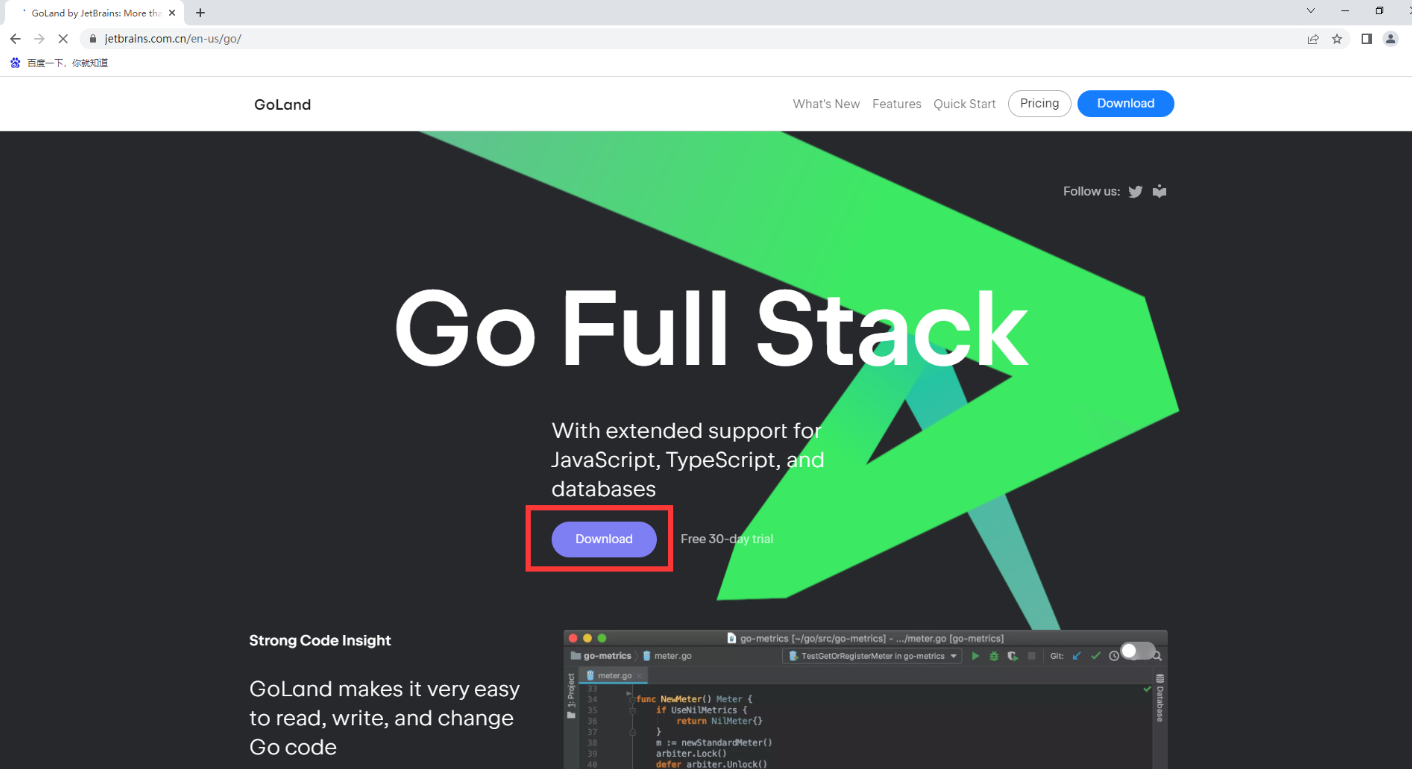 GoLand by JetBrains: More tha
jetbrains.com.cn/en-us/go/
百度一下，你就知道
GoLand
What's New
Features
Quick Start
Pricing
Download
Follow us:
Go Full Stack
With extended support for
JavaScript, TypeScript, and
databases
Download
Free 30-day trial
Strong Code Insight
GoLand makes it very easy
to read, write, and change
Go code
go-metrics [~/go/src/go-metrics] - .../meter.go [go-metrics]
go-metrics
meter.go
TestGetOrRegisterMeter in go-metrics
Git:
1: Project
meter.go
Database
33
34 func NewMeter() Meter {
35 if UseNilMetrics {
36 return NilMeter{}
37 }
38 m := newStandardMeter()
39 arbiter.Lock()
40 defer arbiter.Unlock()